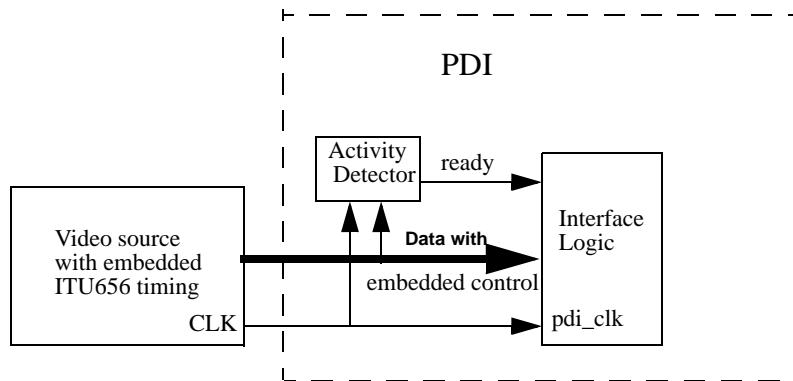 PDI
Activity
Detector
ready
Video source
with embedded
ITU656 timing
CLK
Data with
embedded control
Interface
Logic
pdi_clk